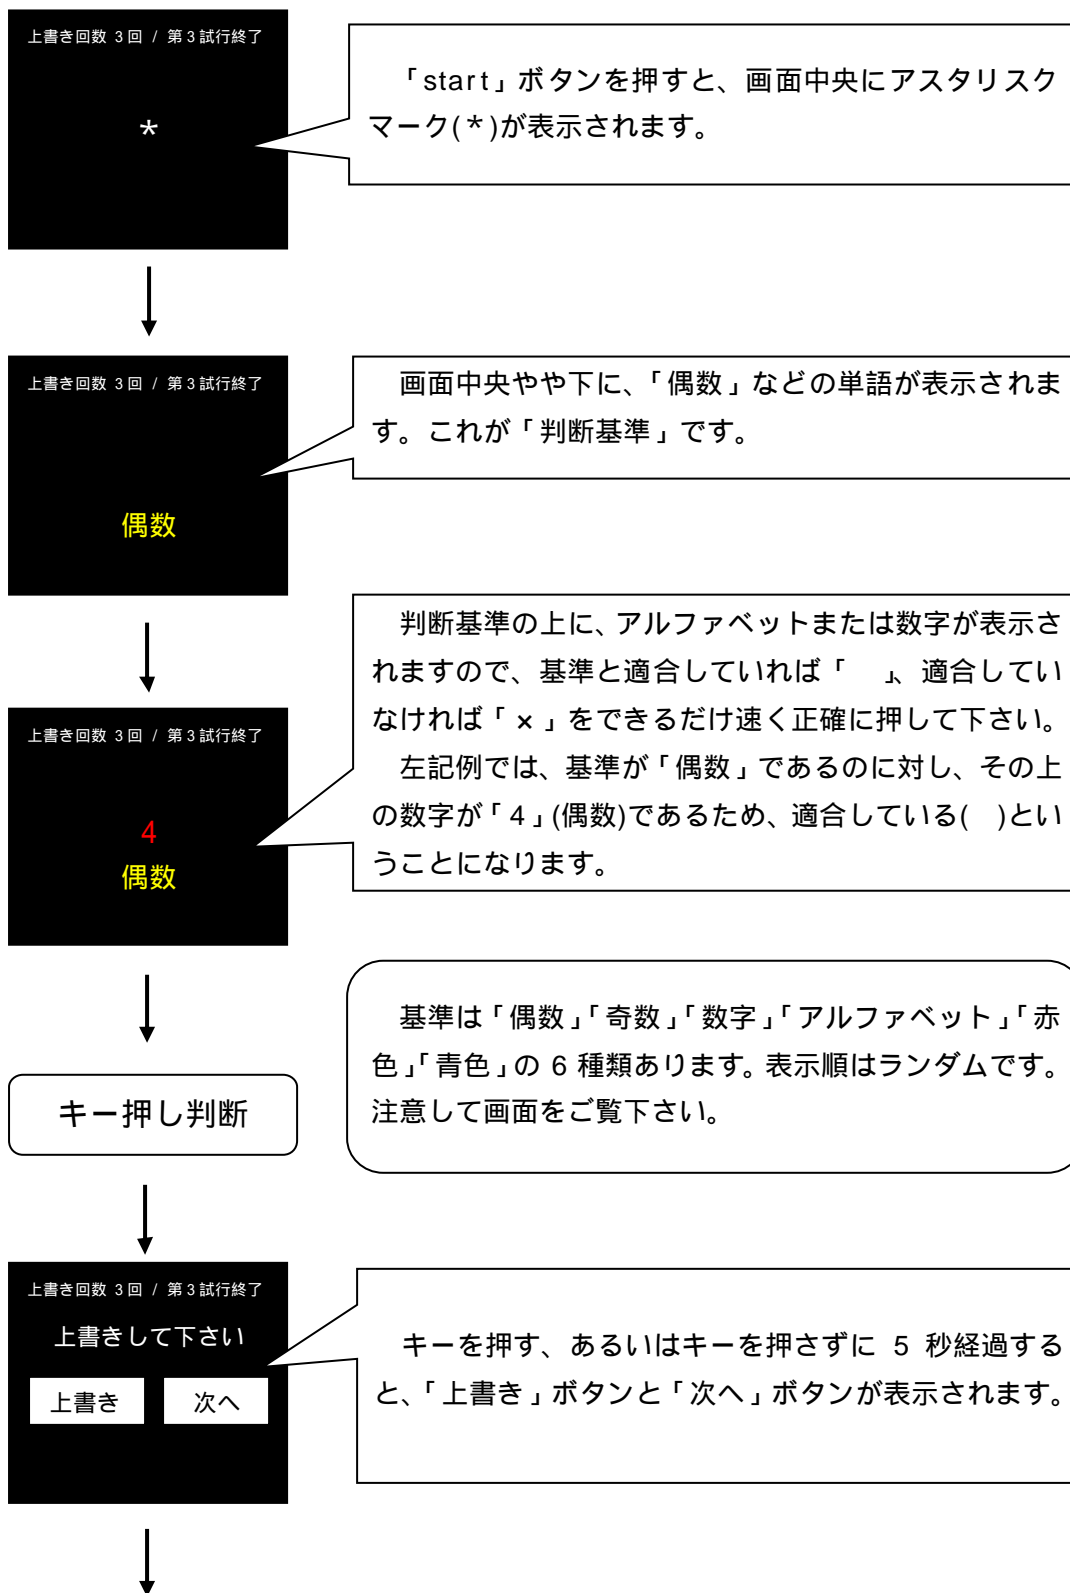 上書き回数 3回 / 第3試行終了
*
「start」ボタンを押すと、画面中央にアスタリスク
マーク(*)が表示されます。
上書き回数 3回 / 第3試行終了
偶数
画面中央やや下に、「偶数」などの単語が表示されま
す。これが「判断基準」です。
判断基準の上に、アルファベットまたは数字が表示さ
れますので、基準と適合していれば「　」、適合してい
なければ「×」をできるだけ速く正確に押して下さい。
左記例では、基準が「偶数」であるのに対し、その上
の数字が「4」(偶数)であるため、適合している(　)とい
うことになります。
上書き回数 3回 / 第3試行終了
4
偶数
基準は「偶数」「奇数」「数字」「アルファベット」「赤
色」「青色」の 6 種類あります。表示順はランダムです。
注意して画面をご覧下さい。
キー押し判断
上書き回数 3回 / 第3試行終了
上書きして下さい
上書き 次へ
キーを押す、あるいはキーを押さずに 5 秒経過する
と、「上書き」ボタンと「次へ」ボタンが表示されます。